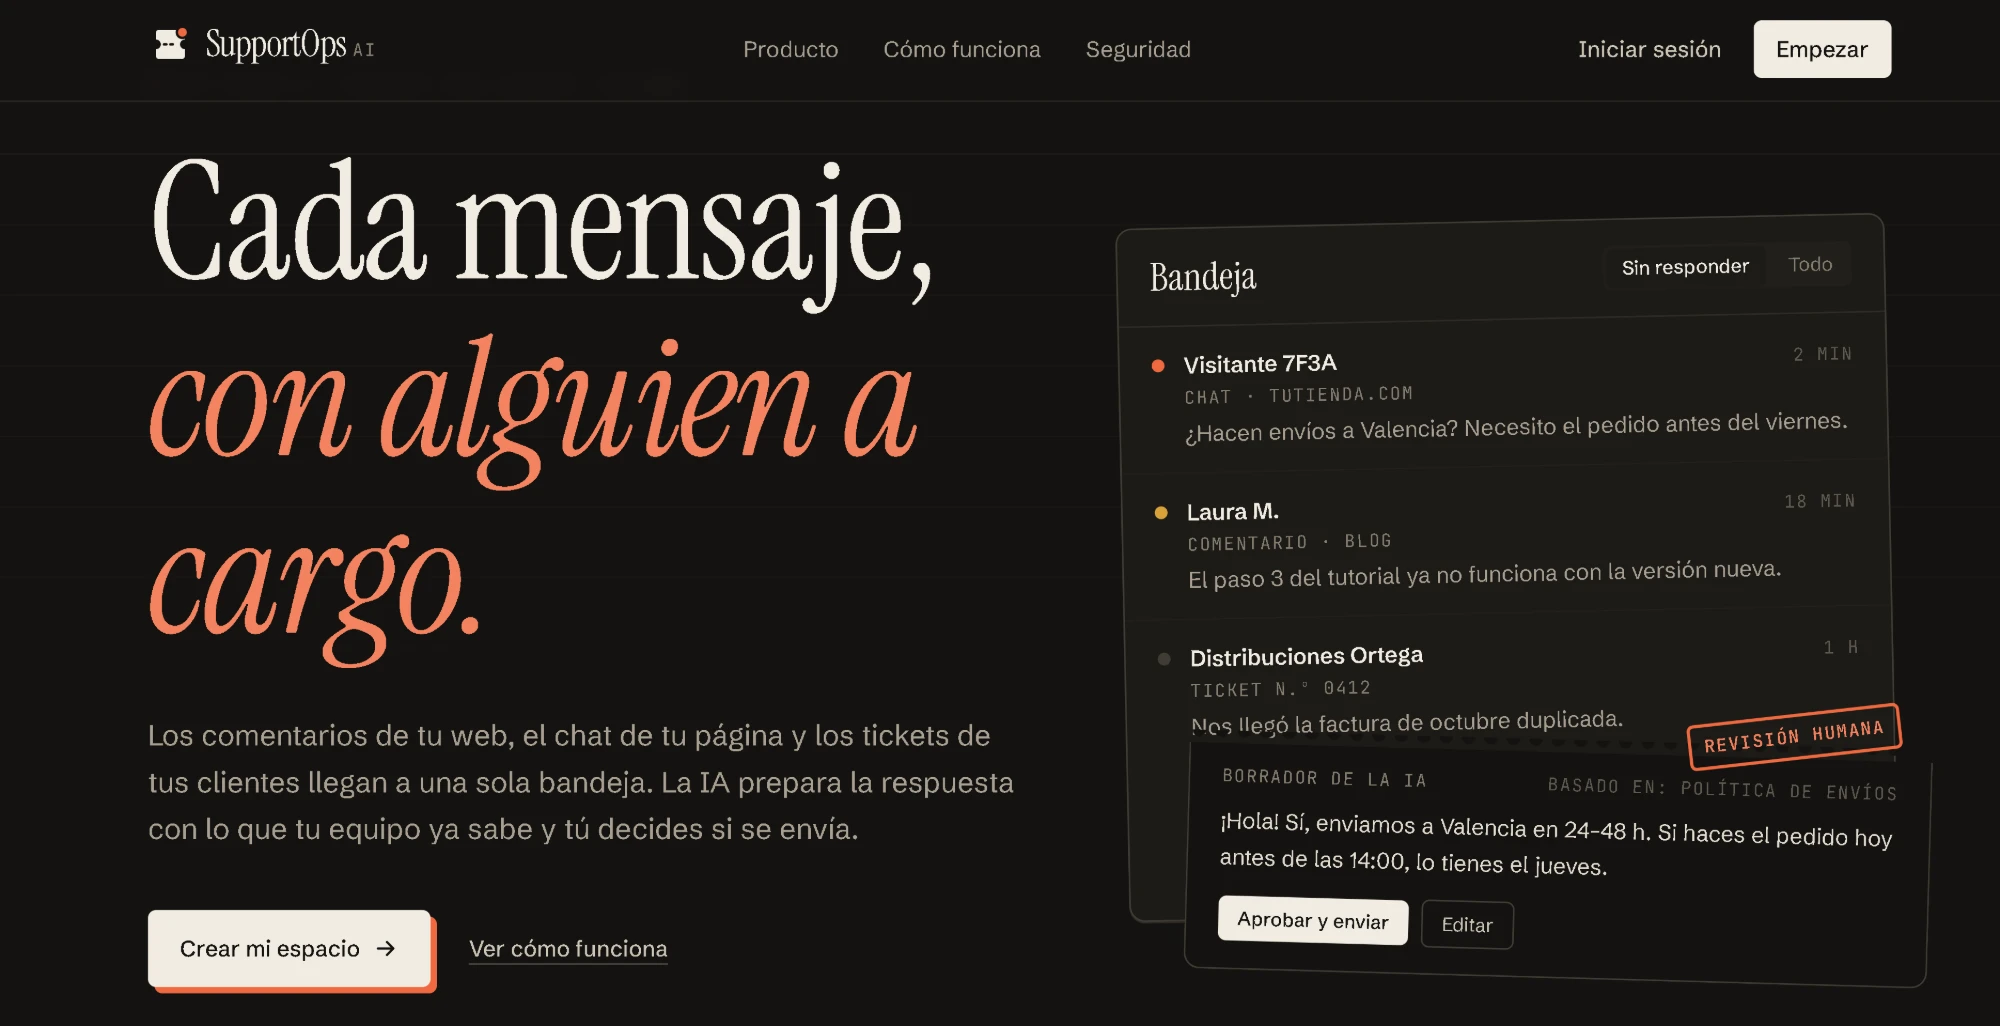 SupportOps AI
Producto
Cómo funciona
Seguridad
Iniciar sesión
Empezar
Cada mensaje,
con alguien a
cargo.
Los comentarios de tu web, el chat de tu página y los tickets de
tus clientes llegan a una sola bandeja. La IA prepara la respuesta
con lo que tu equipo ya sabe y tú decides si se envía.
Crear mi espacio →
Ver cómo funciona
Bandeja
Sin responder
Todo
Visitante 7F3A
2 MIN
CHAT · TUTIENDA.COM
¿Hacen envíos a Valencia? Necesito el pedido antes del viernes.
Laura M.
18 MIN
COMENTARIO · BLOG
El paso 3 del tutorial ya no funciona con la versión nueva.
Distribuciones Ortega
1 H
TICKET N.º 0412
Nos llegó la factura de octubre duplicada.
REVISIÓN HUMANA
BORRADOR DE LA IA
BASADO EN: POLÍTICA DE ENVÍOS
¡Hola! Sí, enviamos a Valencia en 24–48 h. Si haces el pedido hoy
antes de las 14:00, lo tienes el jueves.
Aprobar y enviar
Editar